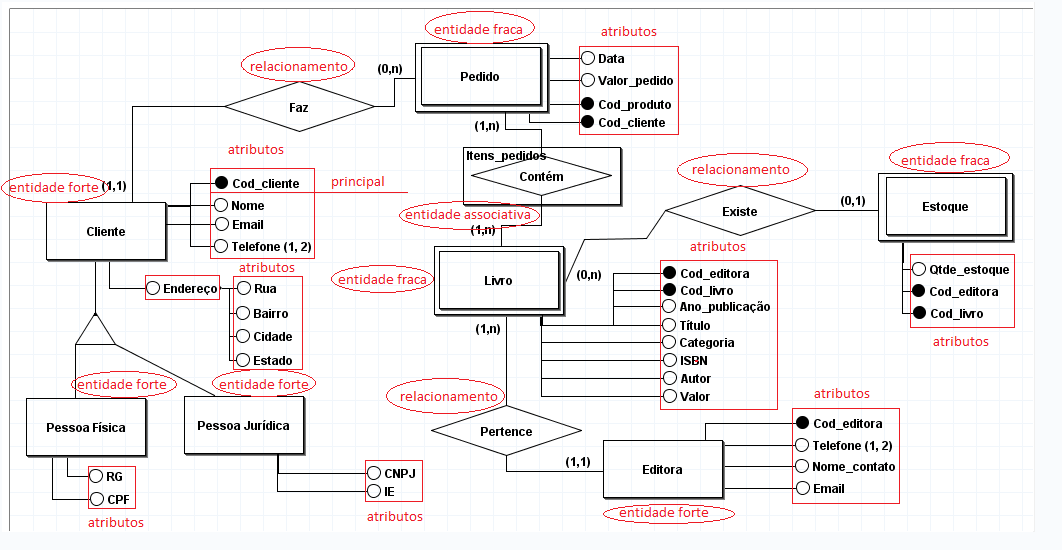 entidade fraca
atributos
relacionamento
(0,n)
Pedido
Data
Valor_pedido
Cod_produto
Cod_cliente
Faz
(1,n)
atributos
Itens_pedidos
Contém
entidade associativa
(1,n)
entidade forte
(1,1)
Cod_cliente
principal
Nome
Email
Telefone (1, 2)
Cliente
relacionamento
Existe
(0,1)
entidade fraca
Estoque
atributos
(0,n)
Qtde_estoque
Cod_editora
Cod_livro
atributos
atributos
Endereço
Rua
Bairro
Cidade
Estado
entidade fraca
Livro
(1,n)
Cod_editora
Cod_livro
Ano_publicação
Título
Categoria
ISBN
Autor
Valor
entidade forte
entidade forte
Pessoa Física
Pessoa Jurídica
RG
CPF
atributos
CNPJ
IE
atributos
relacionamento
Pertence
(1,1)
Editora
entidade forte
atributos
Cod_editora
Telefone (1, 2)
Nome_contato
Email